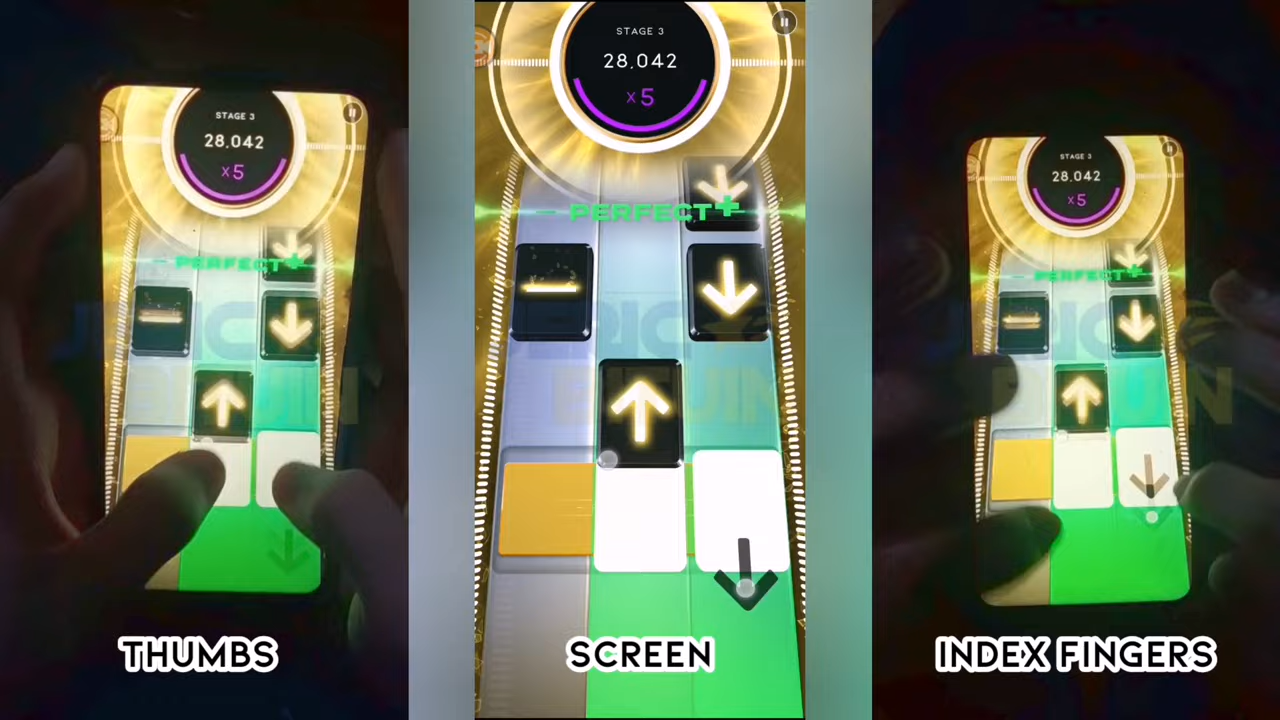 STAGE 3
28,042
x5
PERFECT+
THUMBS
STAGE 3
28,042
x5
PERFECT+
SCREEN
STAGE 3
28,042
x5
PERFECT+
INDEX FINGERS